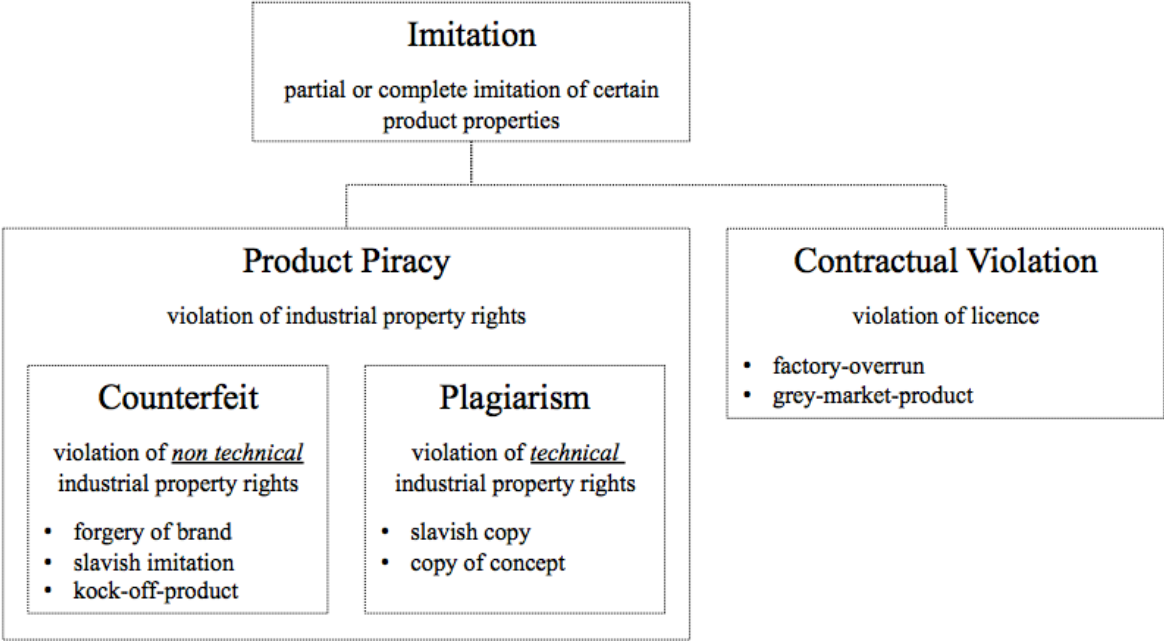 Imitation
partial or complete imitation of certain
product properties
Product Piracy
violation of industrial property rights
Counterfeit
violation of non technical
industrial property rights
• forgery of brand
• slavish imitation
• kock-off-product
Plagiarism
violation of technical
industrial property rights
• slavish copy
• copy of concept
Contractual Violation
violation of licence
• factory-overrun
• grey-market-product